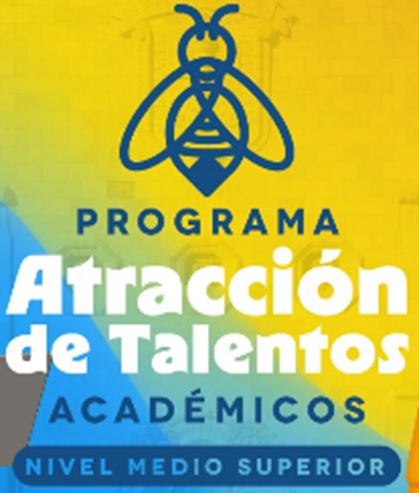 PROGRAMA
Atracción
de Talentos
ACADÉMICOS
NIVEL MEDIO SUPERIOR